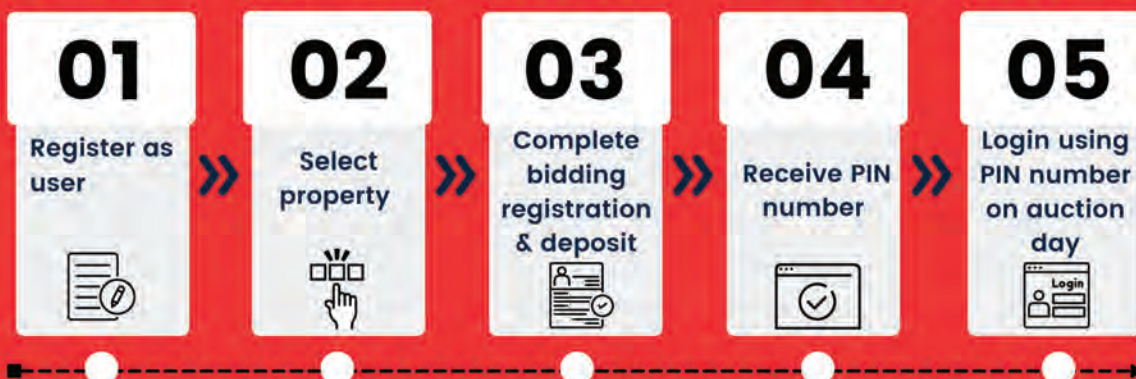 01
Register as
user
02
Select
property
03
Complete
bidding
registration
& deposit
04
Receive PIN
number
05
Login using
PIN number
on auction
day
Login